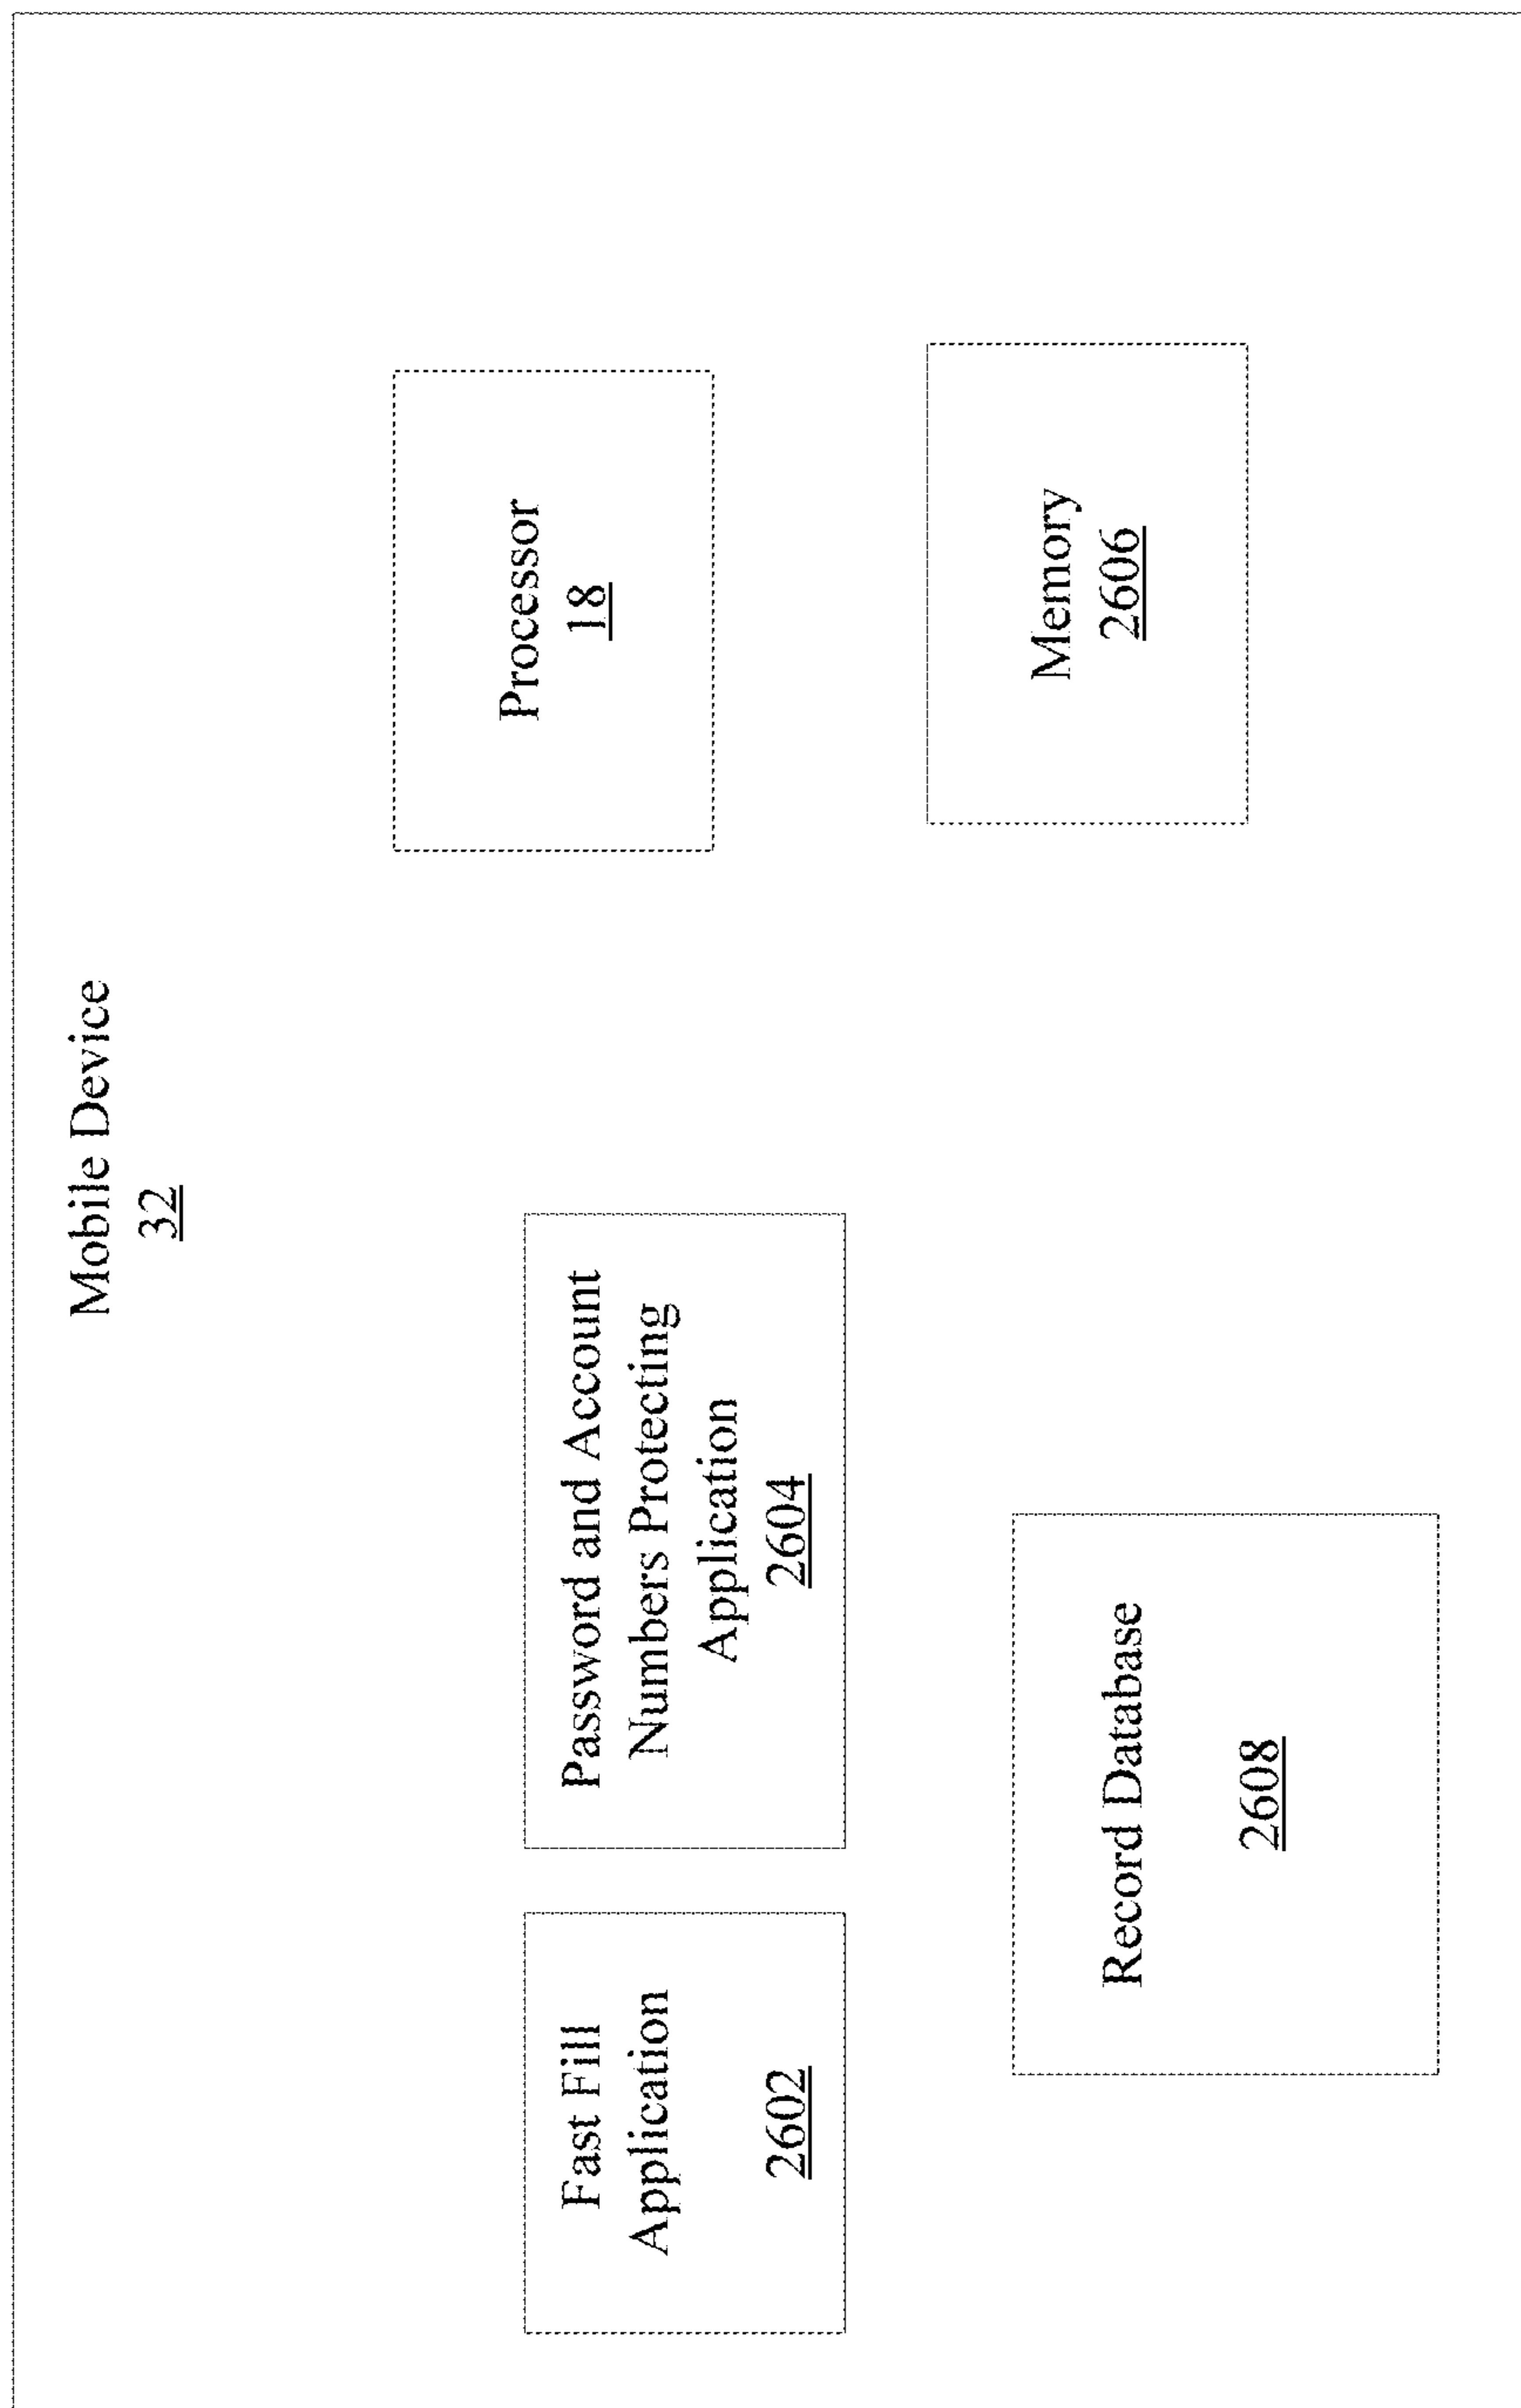 Mobile Device
32
Fast Fill
Application
2602
Password and Account
Numbers Protecting
Application
2604
Processor
18
Record Database
2608
Memory
2606